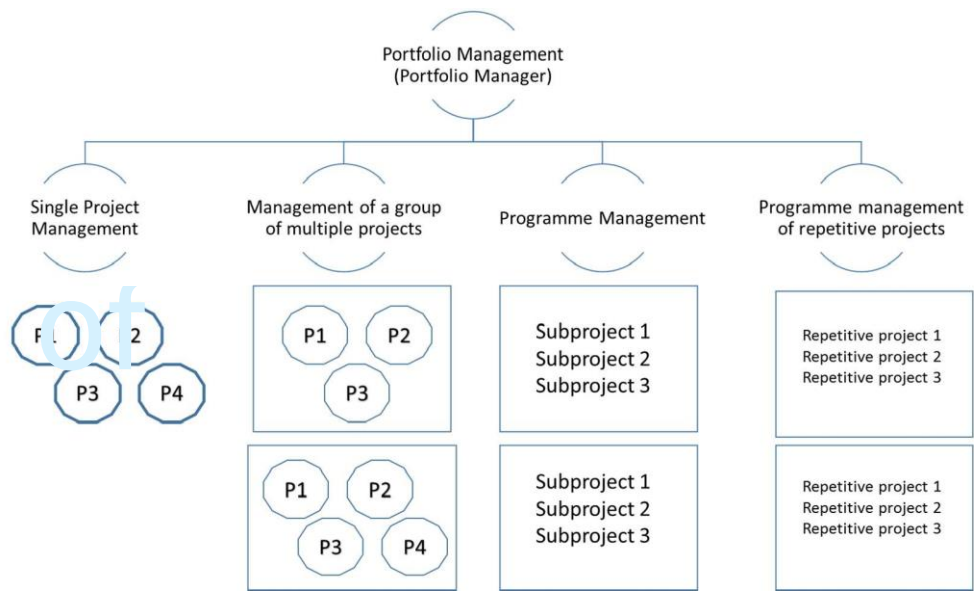 Portfolio Management
(Portfolio Manager)
Single Project
Management
Management of a group
of multiple projects
Programme Management
Programme management
of repetitive projects
of
P1
P2
P3
P4
P1
P2
P3
Subproject 1
Subproject 2
Subproject 3
Repetitive project 1
Repetitive project 2
Repetitive project 3
P1
P2
P3
P4
Subproject 1
Subproject 2
Subproject 3
Repetitive project 1
Repetitive project 2
Repetitive project 3